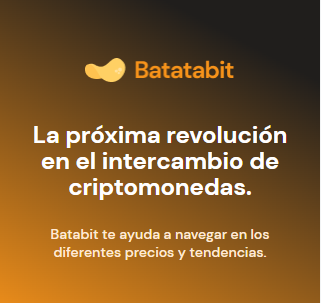 Batatabit
La próxima revolución
en el intercambio de
criptomonedas.
Batabit te ayuda a navegar en los
diferentes precios y tendencias.